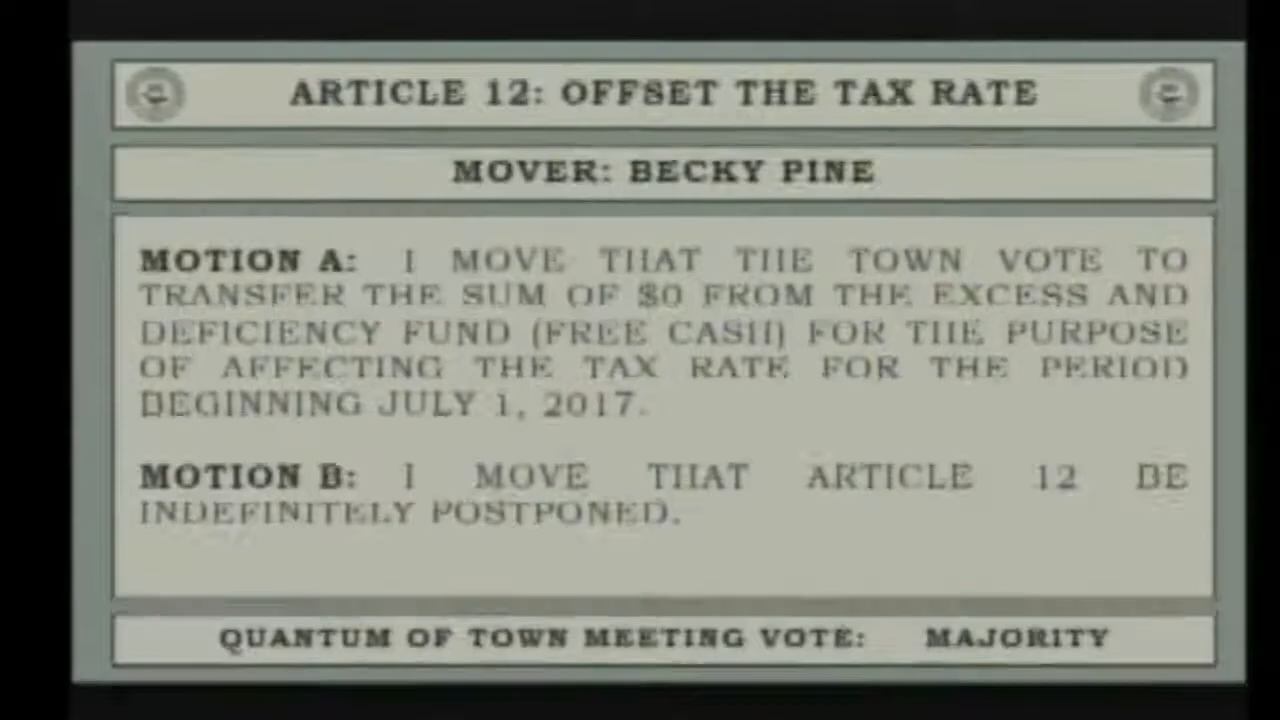 ARTICLE 12: OFFSET THE TAX RATE
MOVER: BECKY PINE
MOTION A: I MOVE THAT THE TOWN VOTE TO
TRANSFER THE SUM OF $0 FROM THE EXCESS AND
DEFICIENCY FUND (FREE CASH) FOR THE PURPOSE
OF AFFECTING THE TAX RATE FOR THE PERIOD
BEGINNING JULY 1, 2017.
MOTION B: I MOVE THAT ARTICLE 12 BE
INDEFINITELY POSTPONED.
QUANTUM OF TOWN MEETING VOTE: MAJORITY